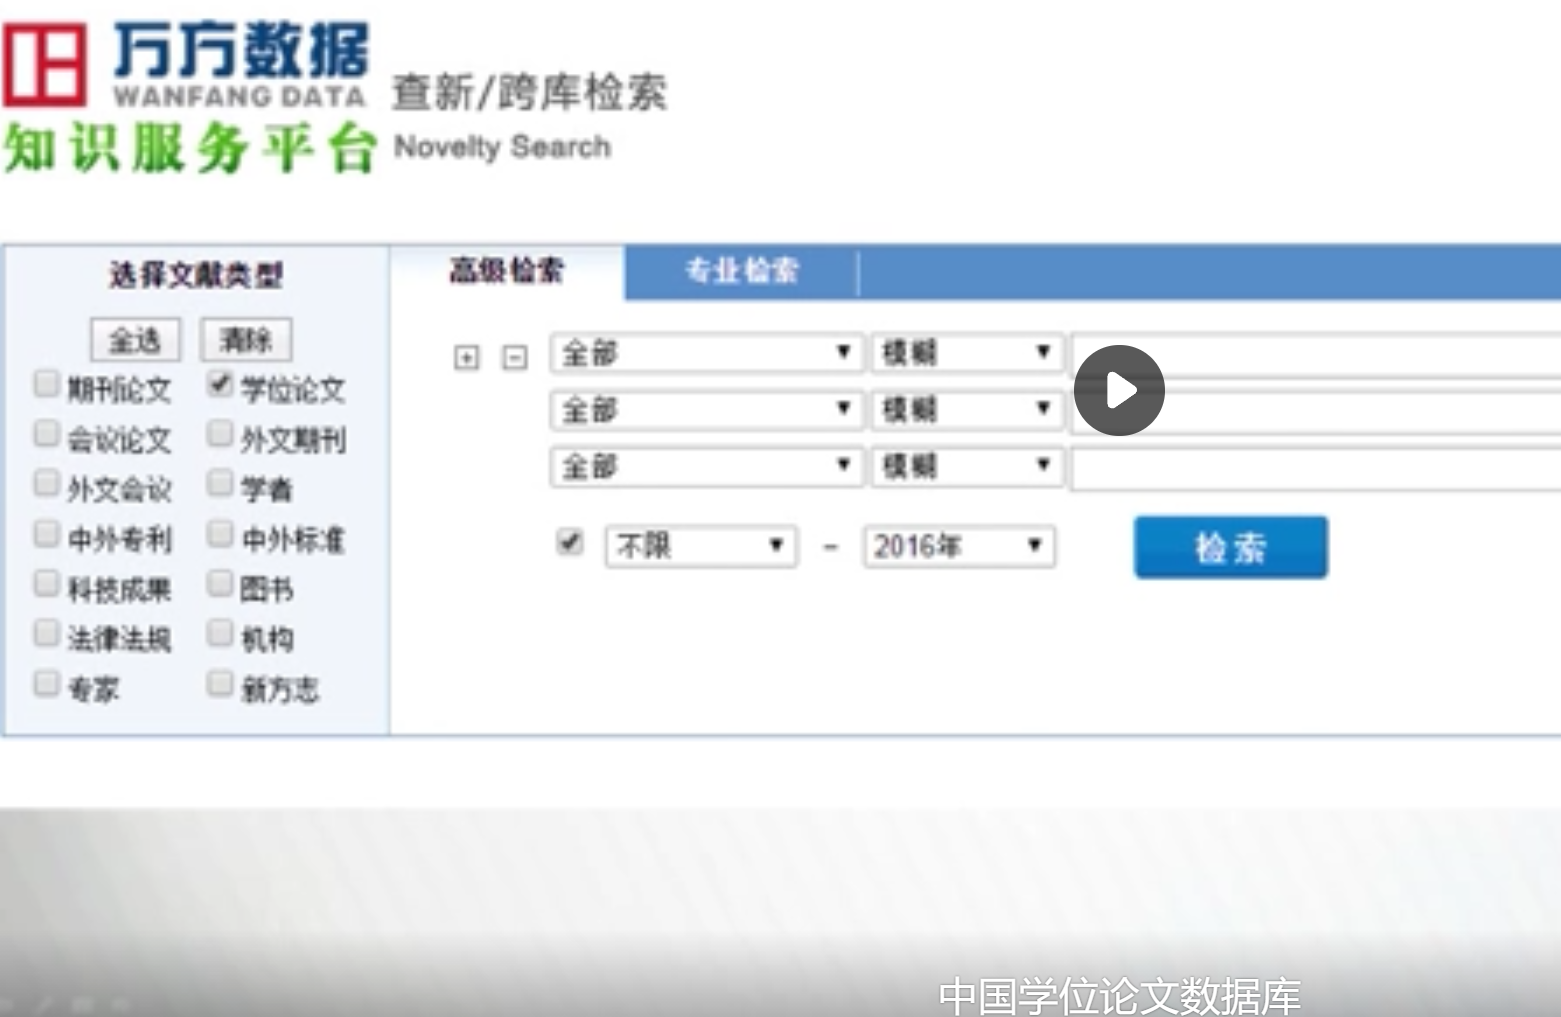 万方数据
WANFANG DATA
查新/跨库检索
知识服务平台
Novelty Search
选择文献类型
高级检索
专业检索
全选
清除
全部
模糊
期刊论文
学位论文
全部
模糊
会议论文
外文期刊
全部
模糊
外文会议
学者
中外专利
中外标准
不限
-
2016年
检索
科技成果
图书
法律法规
机构
专家
新方志
中国学位论文数据库